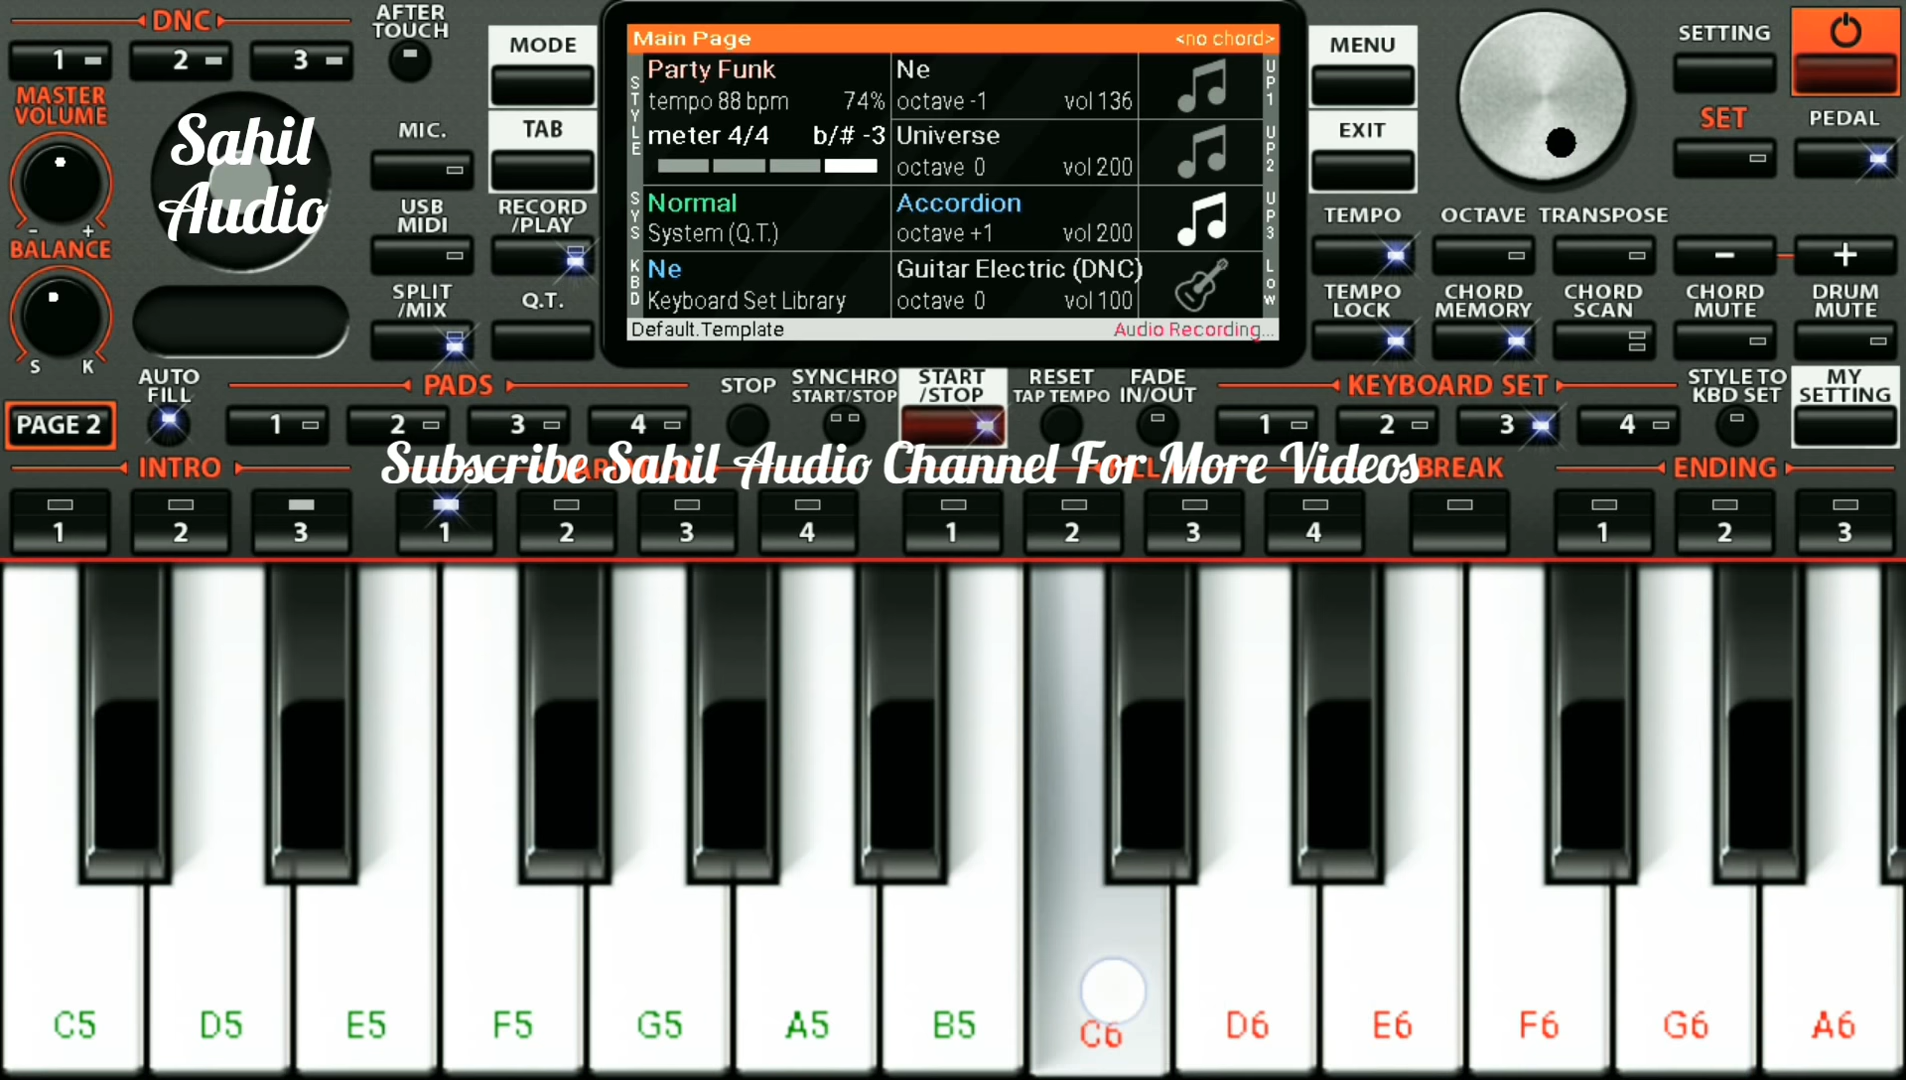 DNC
AFTER
TOUCH
1
2
3
MASTER
VOLUME
- +
BALANCE
S K
Sahil
Audio
MIC.
USB
MIDI
SPLIT
/MIX
MODE
TAB
RECORD
/PLAY
Q.T.
Main Page <no chord>
STYLE
Party Funk
tempo 88 bpm 74%
meter 4/4 b/# -3
Ne
octave -1 vol 136
UP1
Universe
octave 0 vol 200
UP2
SYS
Normal
System (Q.T.)
Accordion
octave +1 vol 200
UP3
KBD
Ne
Keyboard Set Library
Guitar Electric (DNC)
octave 0 vol 100
LOW
Default.Template Audio Recording...
MENU
EXIT
SETTING
SET
PEDAL
TEMPO
OCTAVE
TRANSPOSE
- +
TEMPO
LOCK
CHORD
MEMORY
CHORD
SCAN
CHORD
MUTE
DRUM
MUTE
PAGE 2
AUTO
FILL
PADS
1
2
3
4
STOP
SYNCHRO
START/STOP
START
/STOP
RESET
TAP TEMPO
FADE
IN/OUT
KEYBOARD SET
1
2
3
4
STYLE TO
KBD SET
MY
SETTING
Subscribe Sahil Audio Channel For More Videos
INTRO
BREAK
ENDING
1
2
3
1
2
3
4
1
2
3
4
1
2
3
C5 D5 E5 F5 G5 A5 B5 C6 D6 E6 F6 G6 A6